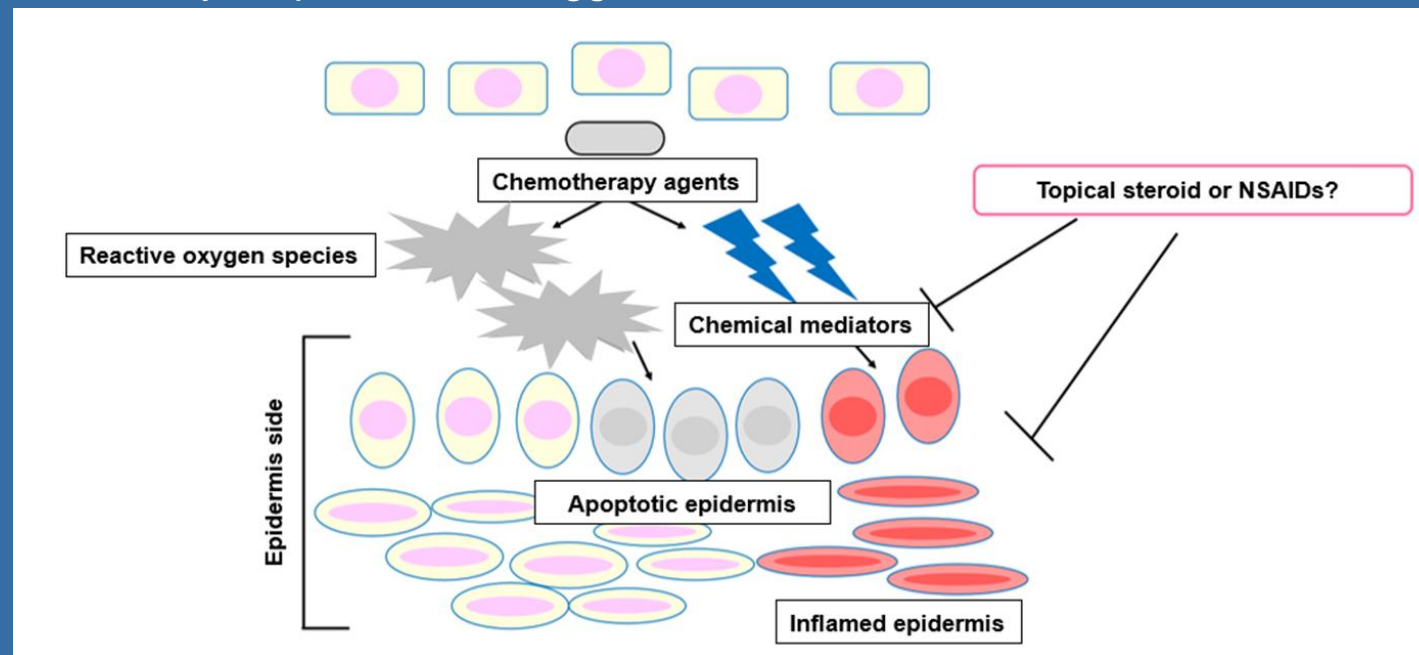 Chemotherapy agents
Topical steroid or NSAIDs?
Reactive oxygen species
Chemical mediators
Epidermis side
Apoptotic epidermis
Inflamed epidermis